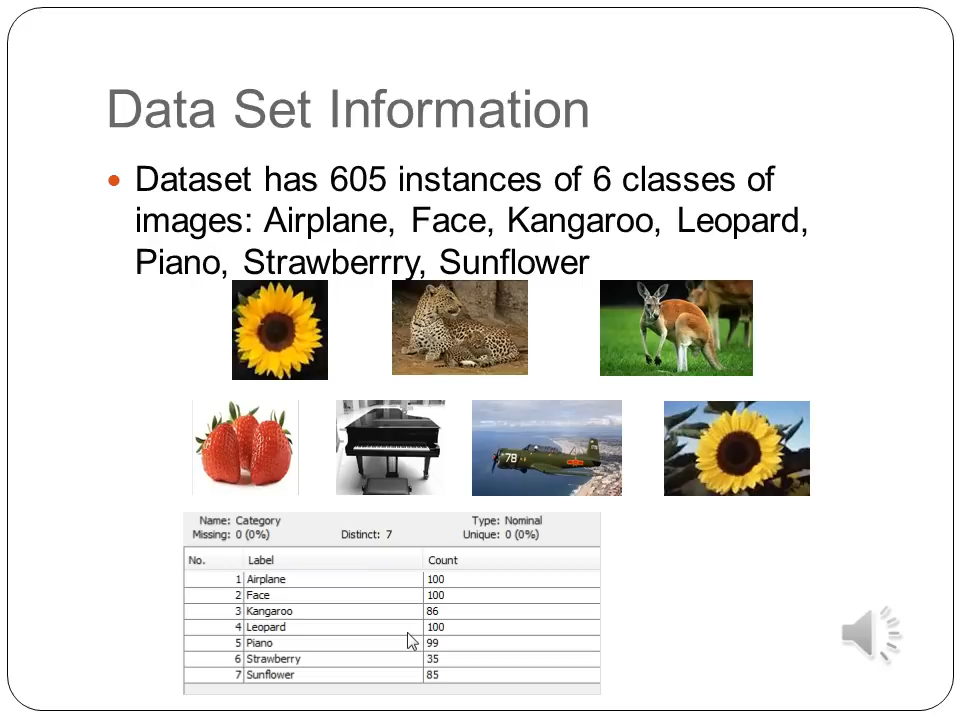 Data Set Information
Dataset has 605 instances of 6 classes of
images: Airplane, Face, Kangaroo, Leopard,
Piano, Strawberrry, Sunflower
78
Name: Category Type: Nominal
Missing: 0 (0%) Distinct: 7 Unique: 0 (0%)
No. Label Count
1 Airplane 100
2 Face 100
3 Kangaroo 86
4 Leopard 100
5 Piano 99
6 Strawberry 35
7 Sunflower 85